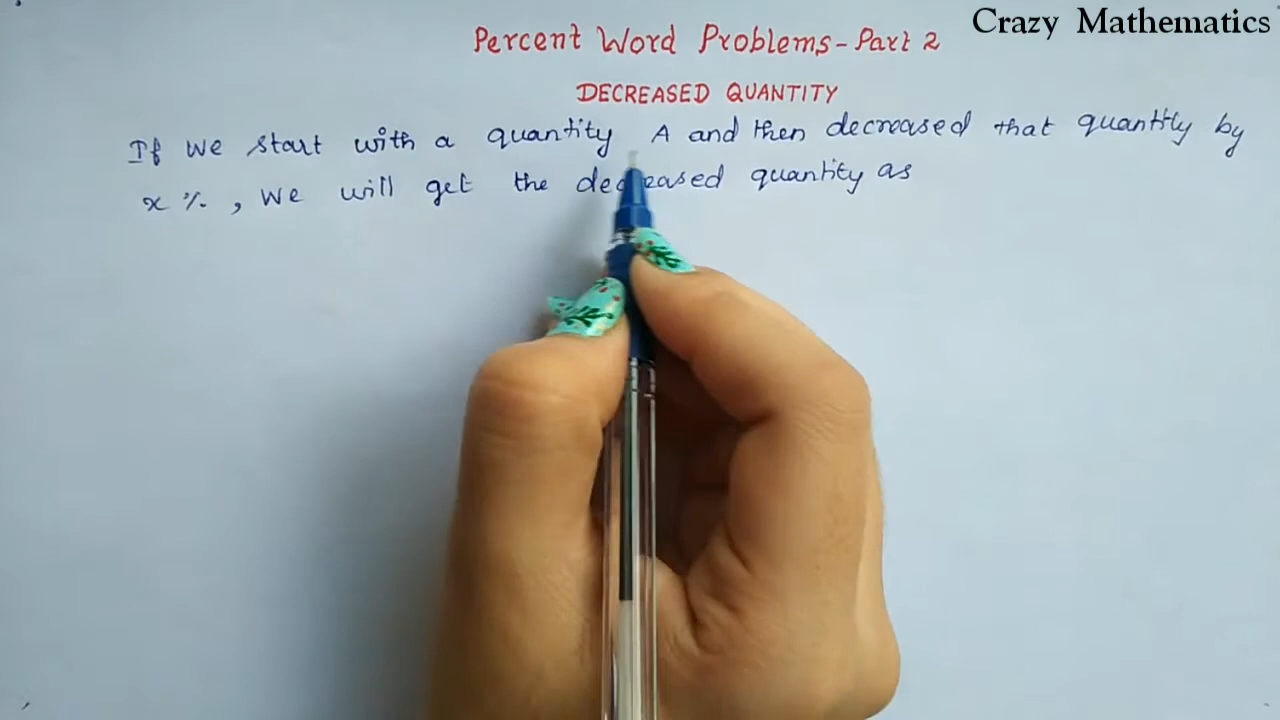 Crazy Mathematics
Percent Word Problems - Part 2
DECREASED QUANTITY
If we start with a quantity A and then decreased that quantity by
x %, we will get the decreased quantity as